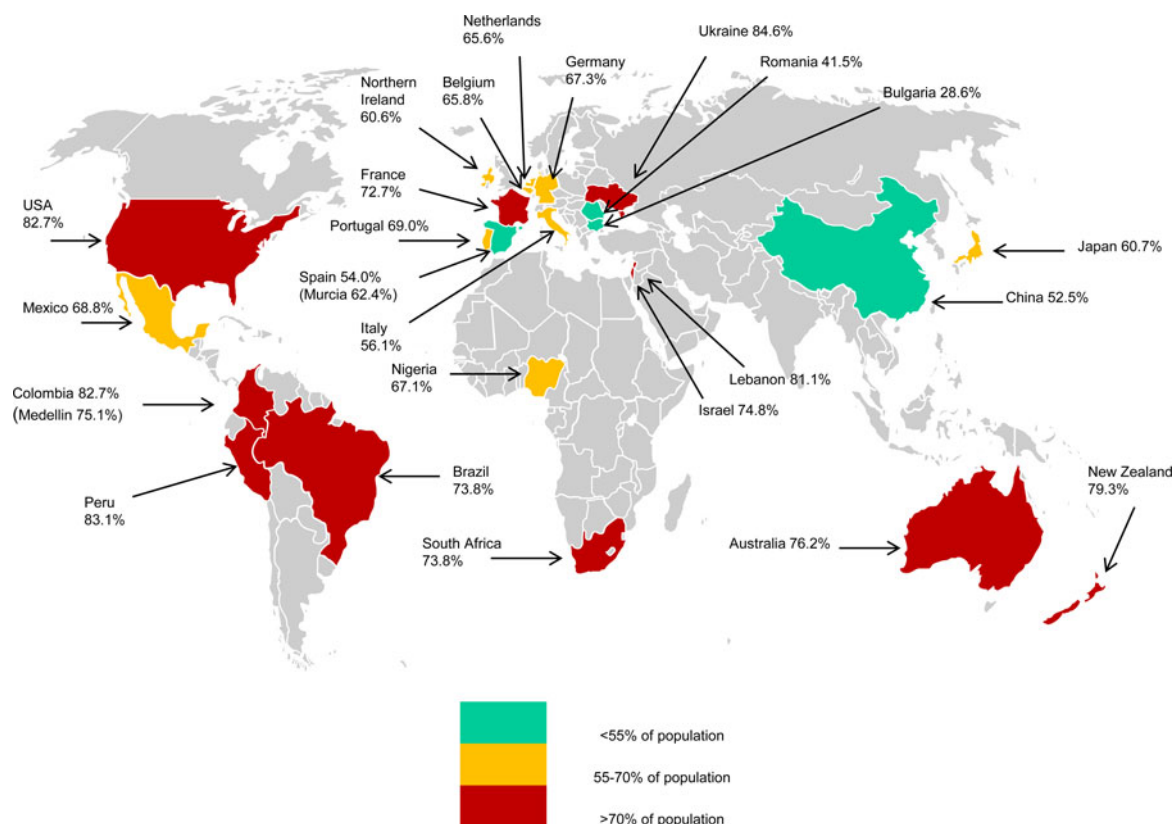 Netherlands
65.6%
Ukraine 84.6%
Germany
67.3%
Romania 41.5%
Northern
Ireland
60.6%
Belgium
65.8%
Bulgaria 28.6%
France
72.7%
USA
82.7%
Portugal 69.0%
Japan 60.7%
Spain 54.0%
(Murcia 62.4%)
China 52.5%
Mexico 68.8%
Italy
56.1%
Nigeria
67.1%
Lebanon 81.1%
Israel 74.8%
Colombia 82.7%
(Medellin 75.1%)
Brazil
73.8%
New Zealand
79.3%
Peru
83.1%
South Africa
73.8%
Australia 76.2%
<55% of population
55-70% of population
>70% of population